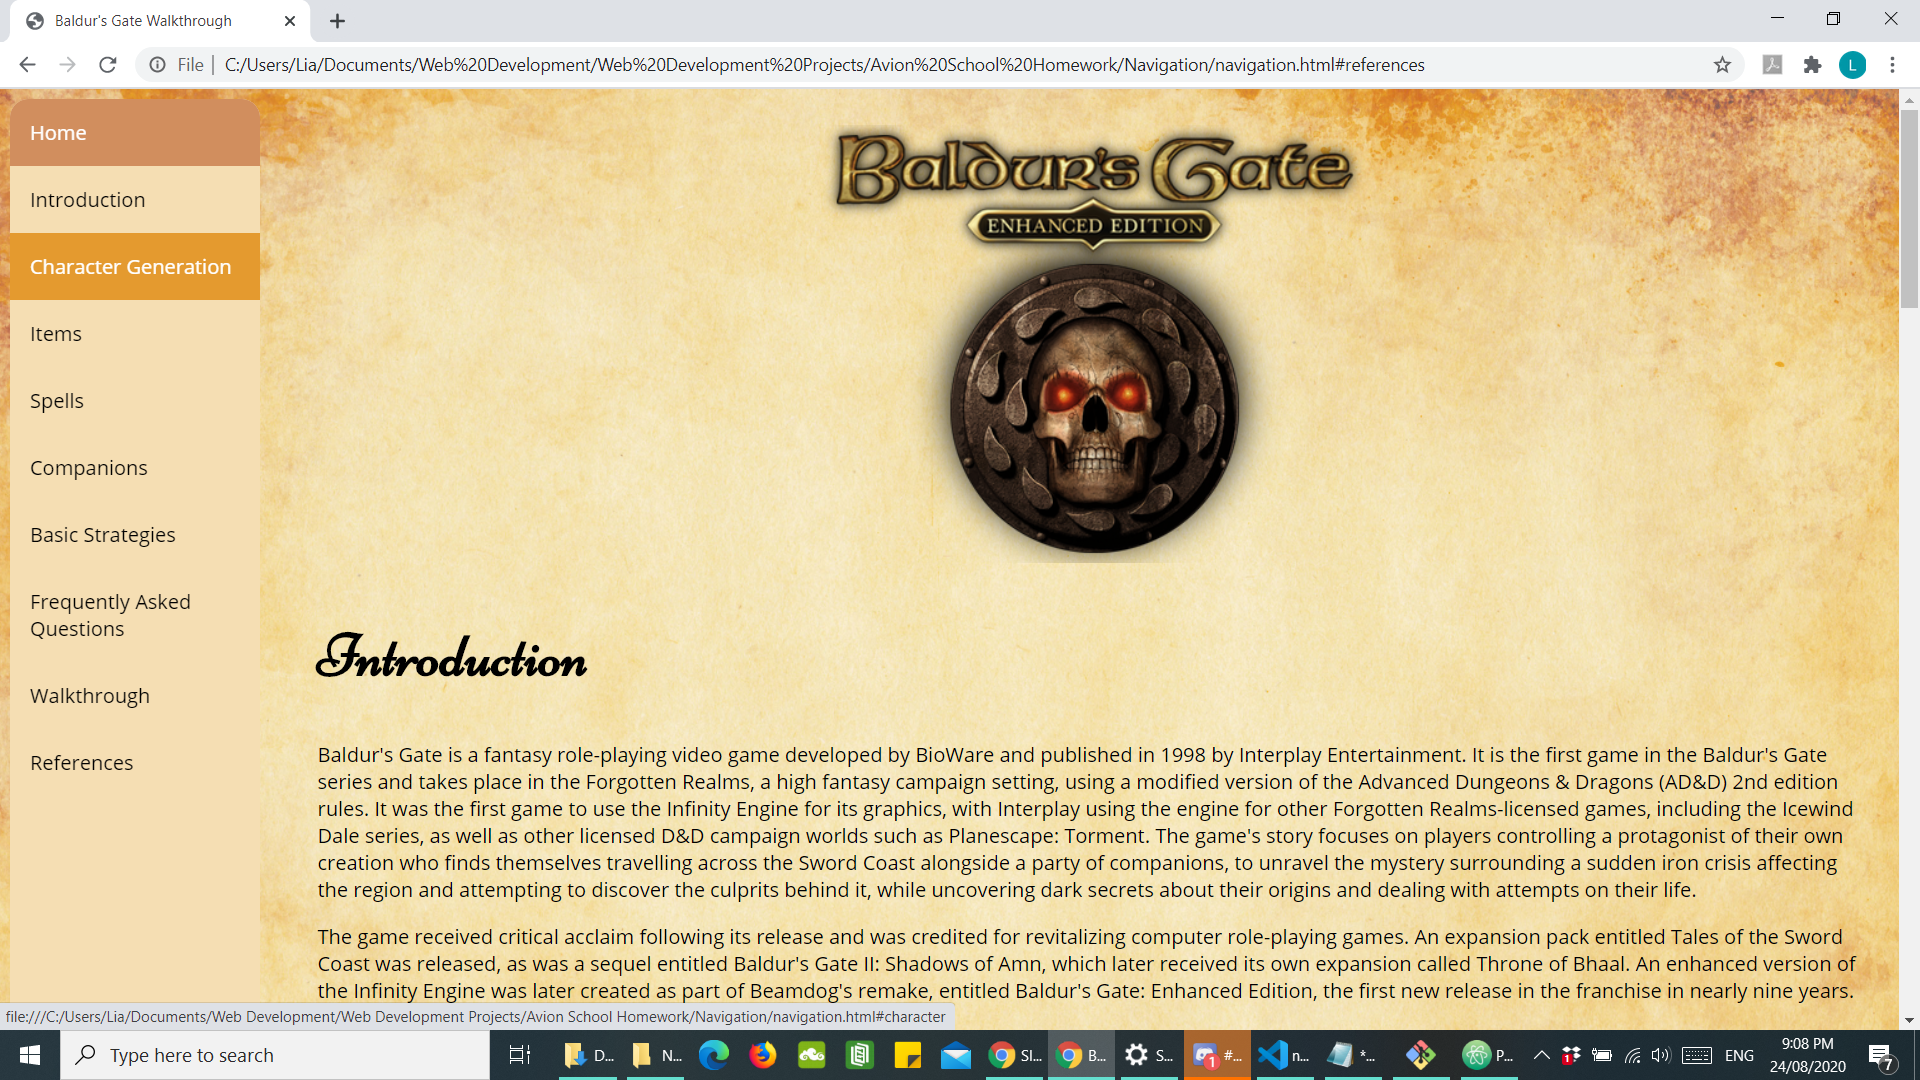 Baldur's Gate Walkthrough
File
C:/Users/Lia/Documents/Web%20Development/Web%20Development%20Projects/Avion%20School%20Homework/Navigation/navigation.html#references
L
Home
Introduction
Character Generation
Items
Spells
Companions
Basic Strategies
Frequently Asked
Questions
Walkthrough
References
Baldur's Gate
ENHANCED EDITION
Introduction
Baldur's Gate is a fantasy role-playing video game developed by BioWare and published in 1998 by Interplay Entertainment. It is the first game in the Baldur's Gate
series and takes place in the Forgotten Realms, a high fantasy campaign setting, using a modified version of the Advanced Dungeons & Dragons (AD&D) 2nd edition
rules. It was the first game to use the Infinity Engine for its graphics, with Interplay using the engine for other Forgotten Realms-licensed games, including the Icewind
Dale series, as well as other licensed D&D campaign worlds such as Planescape: Torment. The game's story focuses on players controlling a protagonist of their own
creation who finds themselves travelling across the Sword Coast alongside a party of companions, to unravel the mystery surrounding a sudden iron crisis affecting
the region and attempting to discover the culprits behind it, while uncovering dark secrets about their origins and dealing with attempts on their life.
The game received critical acclaim following its release and was credited for revitalizing computer role-playing games. An expansion pack entitled Tales of the Sword
Coast was released, as was a sequel entitled Baldur's Gate II: Shadows of Amn, which later received its own expansion called Throne of Bhaal. An enhanced version of
the Infinity Engine was later created as part of Beamdog's remake, entitled Baldur's Gate: Enhanced Edition, the first new release in the franchise in nearly nine years.
file:///C:/Users/Lia/Documents/Web Development/Web Development Projects/Avion School Homework/Navigation/navigation.html#character
Type here to search
D...
N...
Sl...
B...
S...
1
#...
n...
*...
P...
1
ENG
9:08 PM
24/08/2020
7